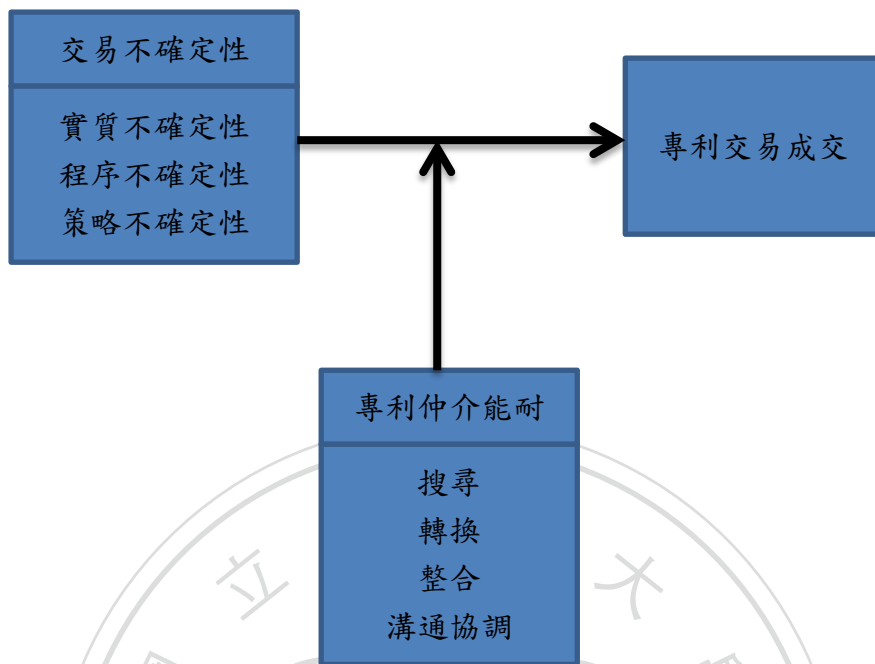 交易不確定性
實質不確定性
程序不確定性
策略不確定性
專利交易成交
專利仲介能耐
搜尋
轉換
整合
溝通協調
立
大